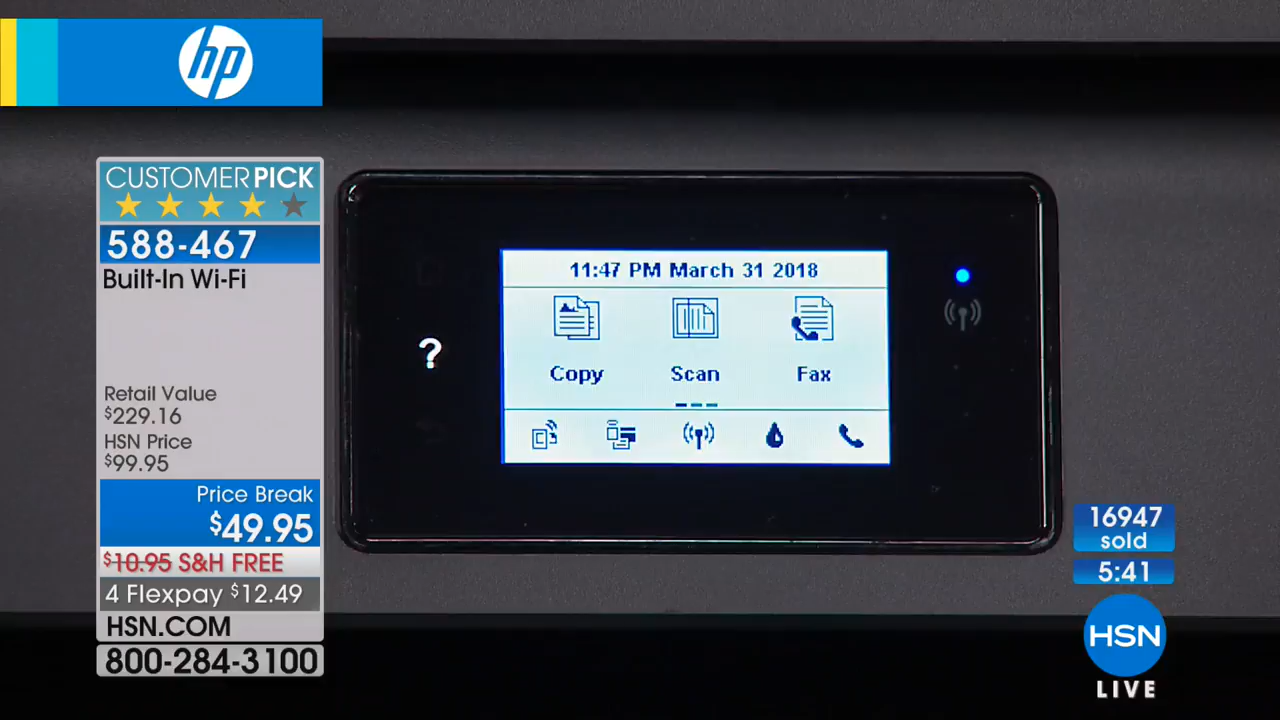 hp
CUSTOMER PICK
588-467
Built-In Wi-Fi
Retail Value
$229.16
HSN Price
$99.95
Price Break
$49.95
$10.95 S&H FREE
4 Flexpay $12.49
HSN.COM
800-284-3100
?
11:47 PM March 31 2018
Copy Scan Fax
16947
sold
5:41
HSN
LIVE